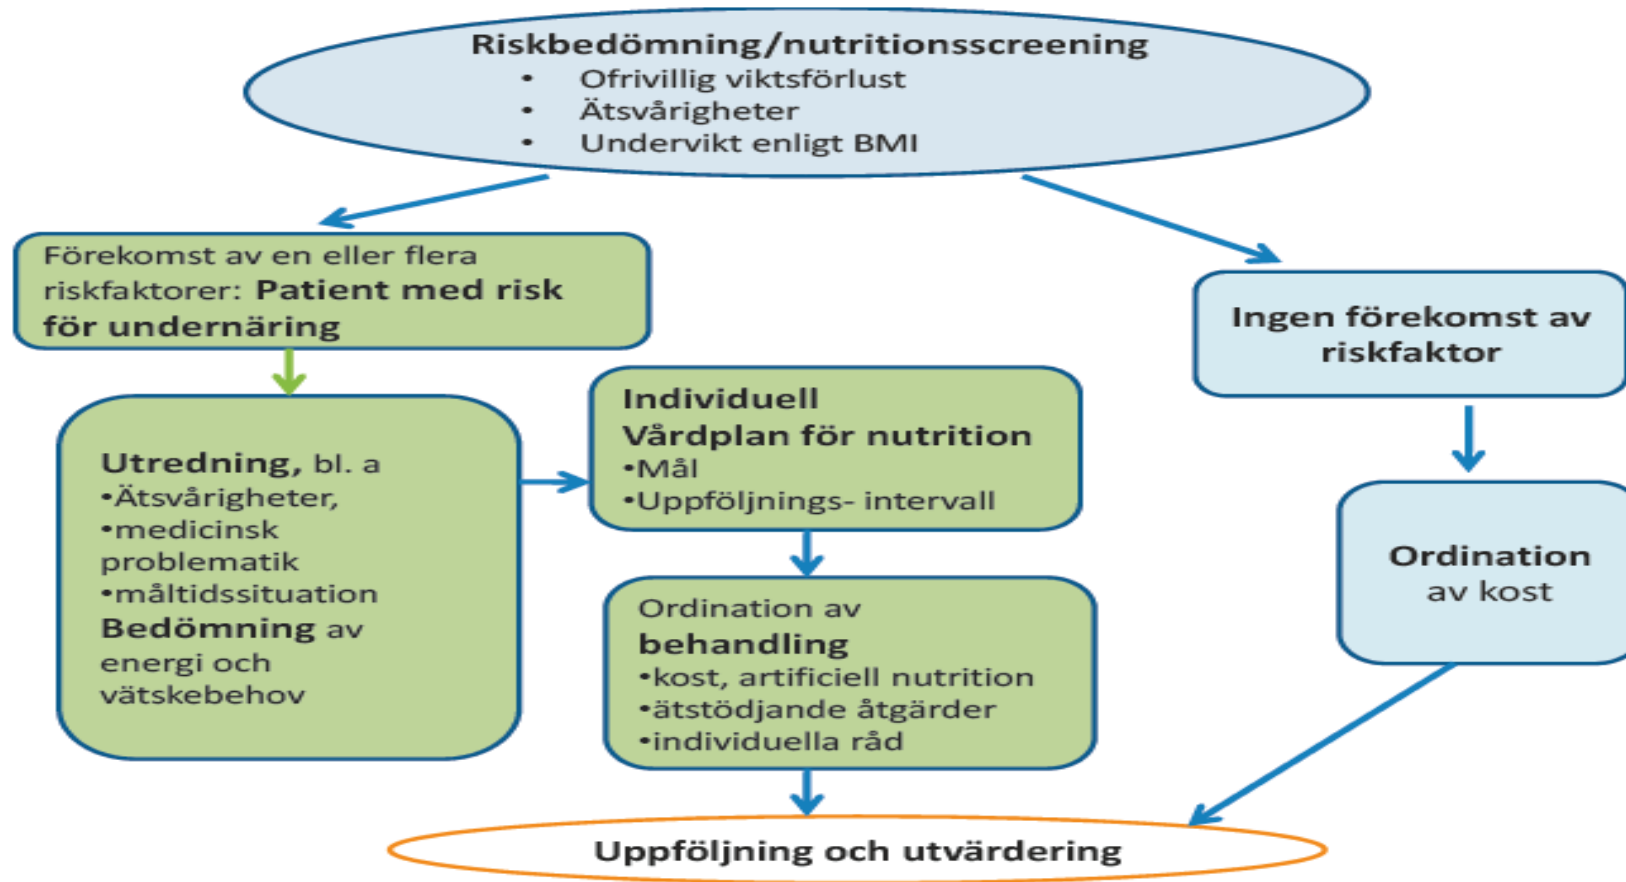 Riskbedömning/nutritionsscreening
• Ofrivillig viktsförlust
• Ätsvårigheter
• Undervikt enligt BMI
Förekomst av en eller flera
riskfaktorer: Patient med risk
för undernäring
Ingen förekomst av
riskfaktor
Utredning, bl. a
•Ätsvårigheter,
•medicinsk
problematik
•måltidssituation
Bedömning av
energi och
vätskebehov
Individuell
Vårdplan för nutrition
•Mål
•Uppföljnings- intervall
Ordination av
behandling
•kost, artificiell nutrition
•ätstödjande åtgärder
•individuella råd
Ordination
av kost
Uppföljning och utvärdering